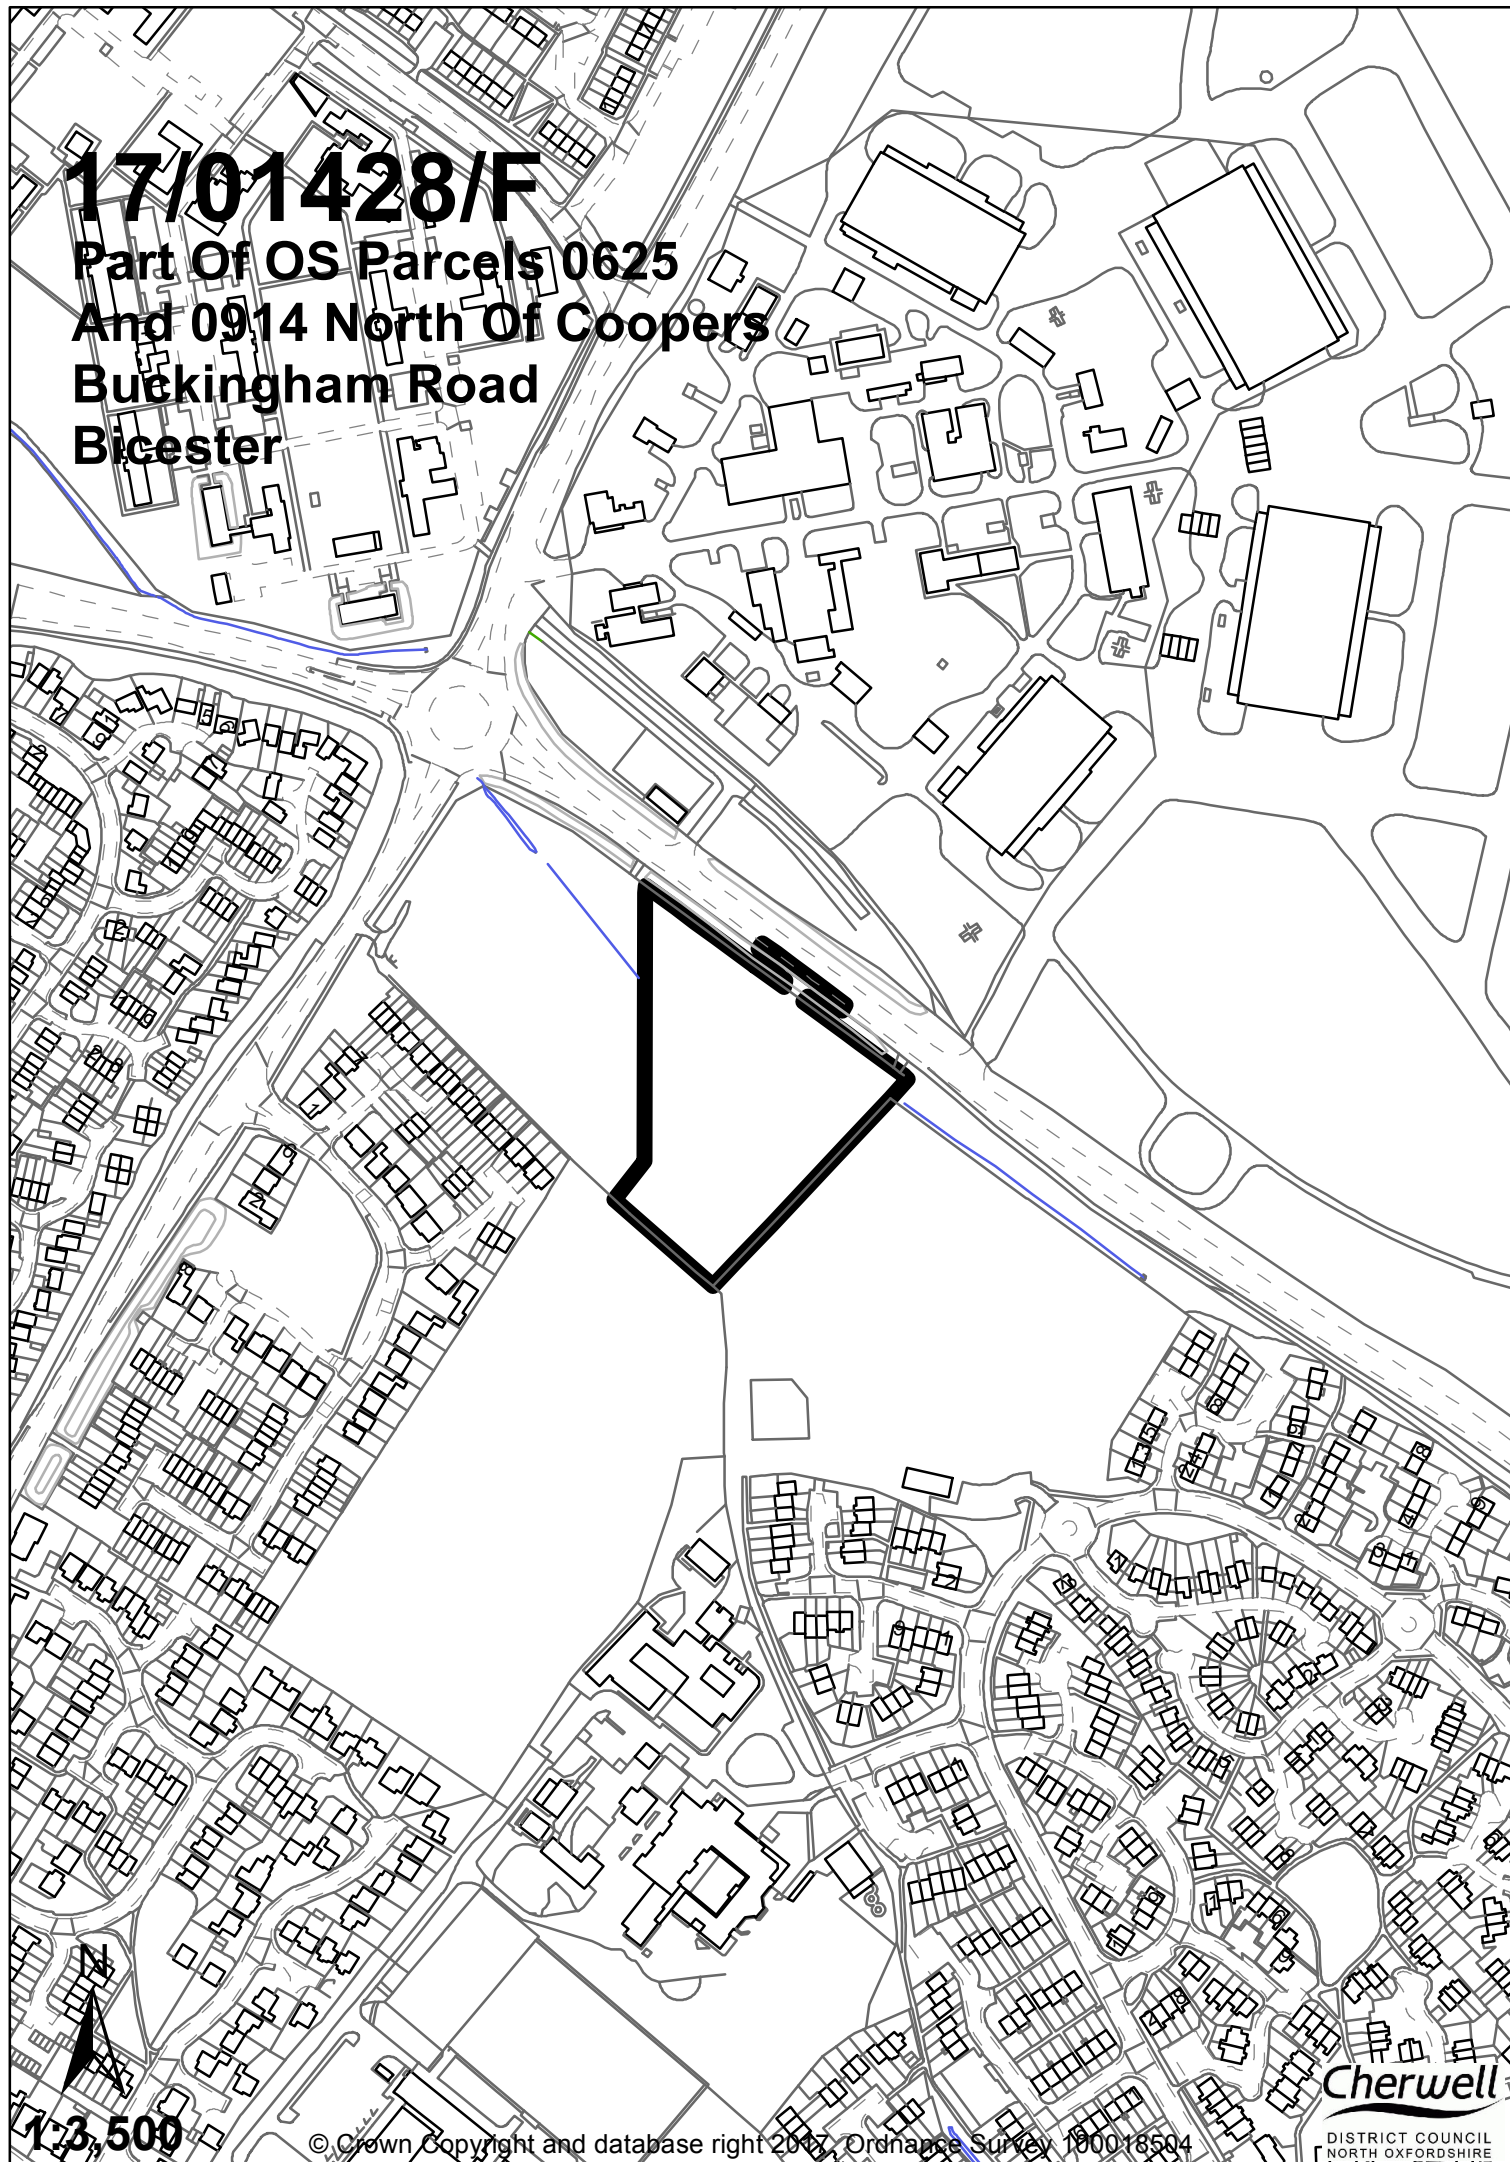 17/01428/F
Part Of OS Parcels 0625
And 0914 North Of Coopers
Buckingham Road
Bicester
N
1:3,500
© Crown Copyright and database right 2017. Ordnance Survey 100018504
Cherwell
DISTRICT COUNCIL
NORTH OXFORDSHIRE